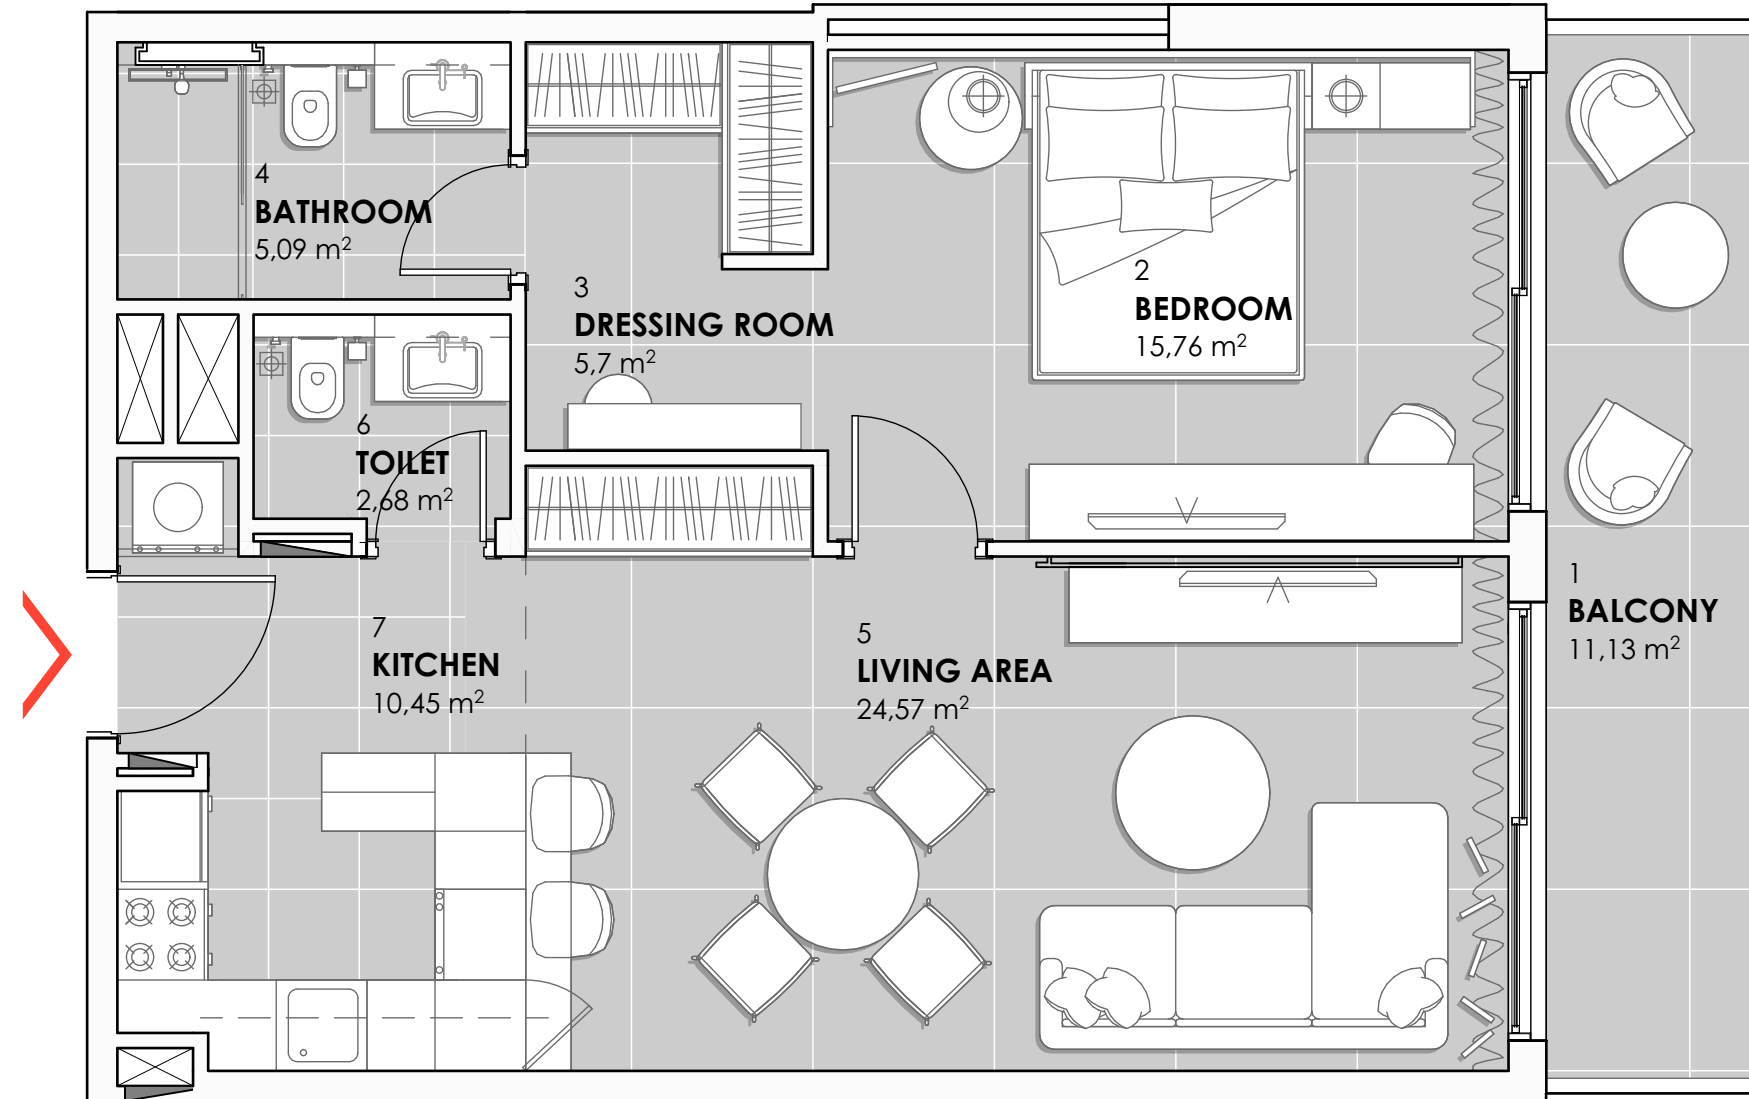 4
BATHROOM
5,09 m²
3
DRESSING ROOM
5,7 m²
2
BEDROOM
15,76 m²
6
TOILET
2,68 m²
7
KITCHEN
10,45 m²
5
LIVING AREA
24,57 m²
1
BALCONY
11,13 m²